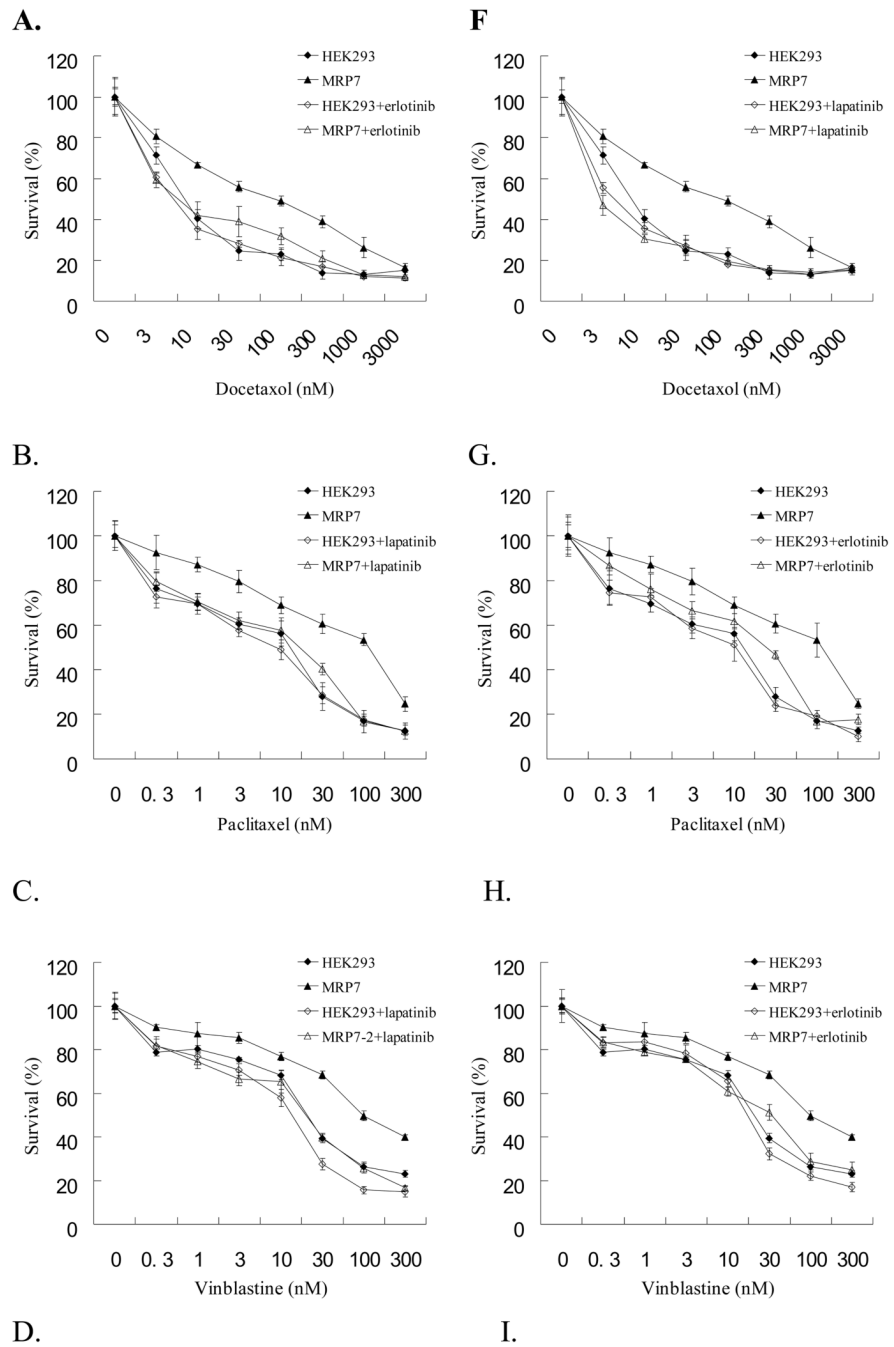 A.
120
100
80
60
40
20
0
Survival (%)
HEK293
MRP7
HEK293+erlotinib
MRP7+erlotinib
0 3 10 30 100 300 1000 3000
Docetaxol (nM)
F
120
100
80
60
40
20
0
Survival (%)
HEK293
MRP7
HEK293+lapatinib
MRP7+lapatinib
0 3 10 30 100 300 1000 3000
Docetaxol (nM)
B.
120
100
80
60
40
20
0
Survival (%)
HEK293
MRP7
HEK293+lapatinib
MRP7+lapatinib
0 0. 3 1 3 10 30 100 300
Paclitaxel (nM)
G.
120
100
80
60
40
20
0
Survival (%)
HEK293
MRP7
HEK293+erlotinib
MRP7+erlotinib
0 0. 3 1 3 10 30 100 300
Paclitaxel (nM)
C.
120
100
80
60
40
20
0
Survival (%)
HEK293
MRP7
HEK293+lapatinib
MRP7-2+lapatinib
0 0. 3 1 3 10 30 100 300
Vinblastine (nM)
H.
120
100
80
60
40
20
0
Survival (%)
HEK293
MRP7
HEK293+erlotinib
MRP7+erlotinib
0 0. 3 1 3 10 30 100 300
Vinblastine (nM)
D.
I.